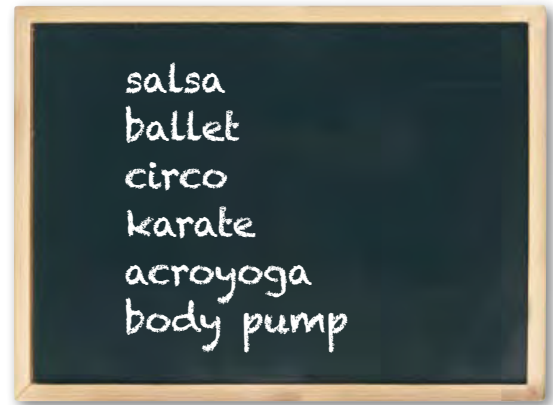 salsa
ballet
circo
karate
acroyoga
body pump